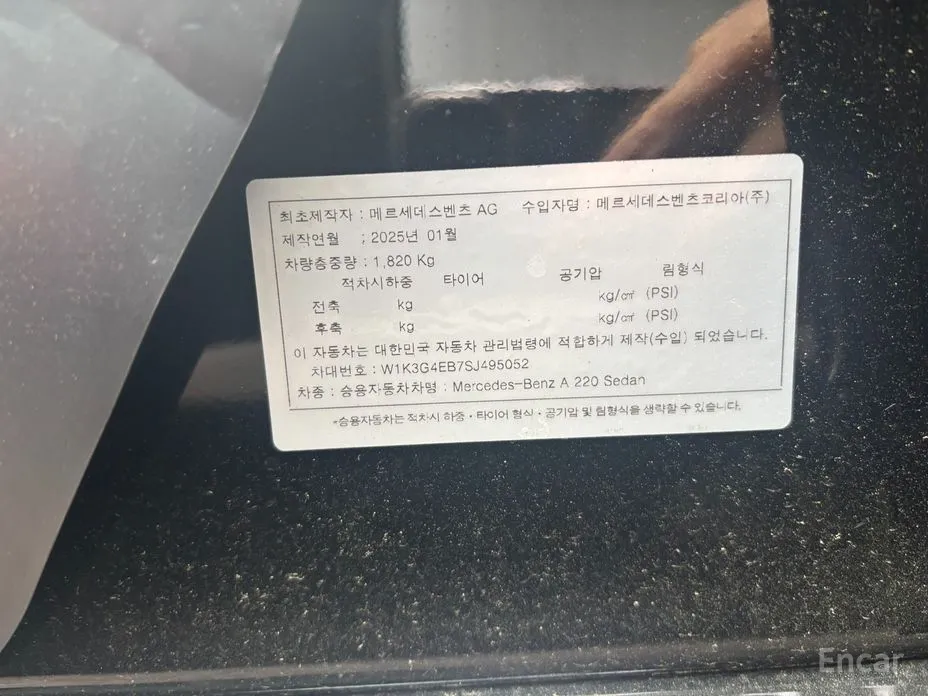 최초제작자 : 메르세데스벤츠 AG 수입자명 : 메르세데스벤츠코리아(주)
제작연월 : 2025년 01월
차량총중량 : 1,820 Kg
적차시하중 타이어 공기압 림형식
전축 kg kg/㎠ (PSI)
후축 kg kg/㎠ (PSI)
이 자동차는 대한민국 자동차 관리법령에 적합하게 제작(수입) 되었습니다.
차대번호 : W1K3G4EB7SJ495052
차종 : 승용자동차차명 : Mercedes-Benz A 220 Sedan
*승용자동차는 적차시 하중・타이어 형식・공기압 및 림형식을 생략할 수 있습니다.
Encar